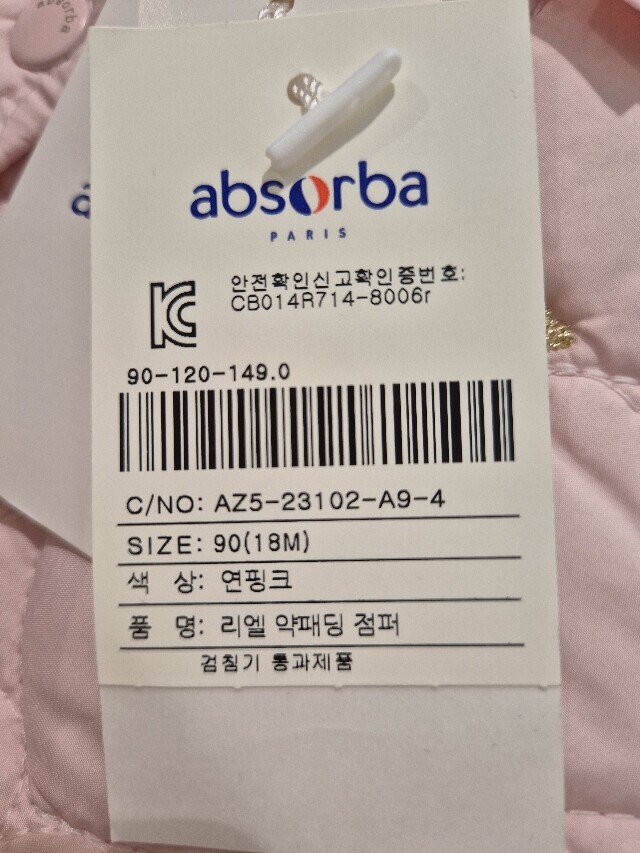 absorba
absorba
PARIS
안전확인신고확인증번호:
CB014R714-8006r
90-120-149.0
C/NO: AZ5-23102-A9-4
SIZE: 90(18M)
색 상: 연핑크
품 명: 리엘 약패딩 점퍼
검침기 통과제품